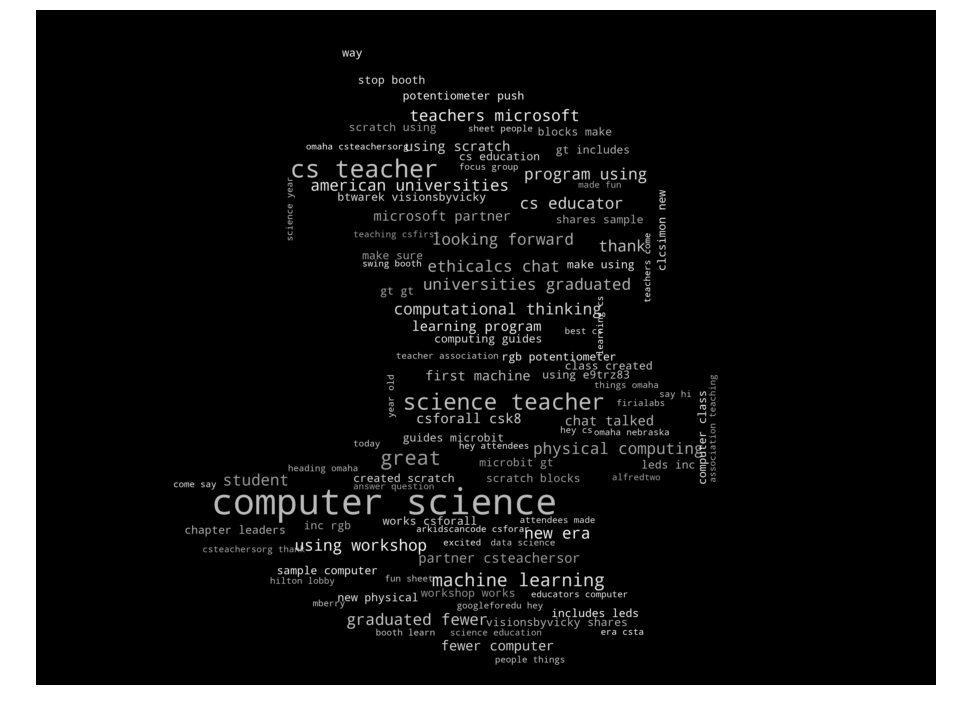 way
stop booth
potentiometer push
teachers microsoft
scratch using
sheet people
blocks make
omaha csteachersorg
using scratch
cs education
gt includes
cs teacher
focus group
program using
science year
american universities
made fun
btwarek visionsbyvicky
cs educator
clcsimon new
microsoft partner
shares sample
teaching csfirst
looking forward
thank
teachers come
make sure
swing booth
ethicalcs chat
make using
gt gt
universities graduated
computational thinking
learning cs
learning program
best cs
computing guides
teacher association
rgb potentiometer
class created
year old
first machine
using e9trz83
things omaha
computer class
association teaching
say hi
science teacher
firialabs
csforall csk8
chat talked
hey cs
omaha nebraska
guides microbit
today
hey attendees
physical computing
great
microbit gt
leds inc
heading omaha
come say
student
created scratch
scratch blocks
alfredtwo
answer question
computer science
works csforall
attendees made
chapter leaders
inc rgb
arkidscancode csforall
new era
csteachersorg thank
using workshop
excited
data science
partner csteachersor
sample computer
hilton lobby
fun sheet
machine learning
mberry
new physical
workshop works
educators computer
googleforedu hey
includes leds
graduated fewer
visionsbyvicky shares
booth learn
science education
era csta
fewer computer
people things